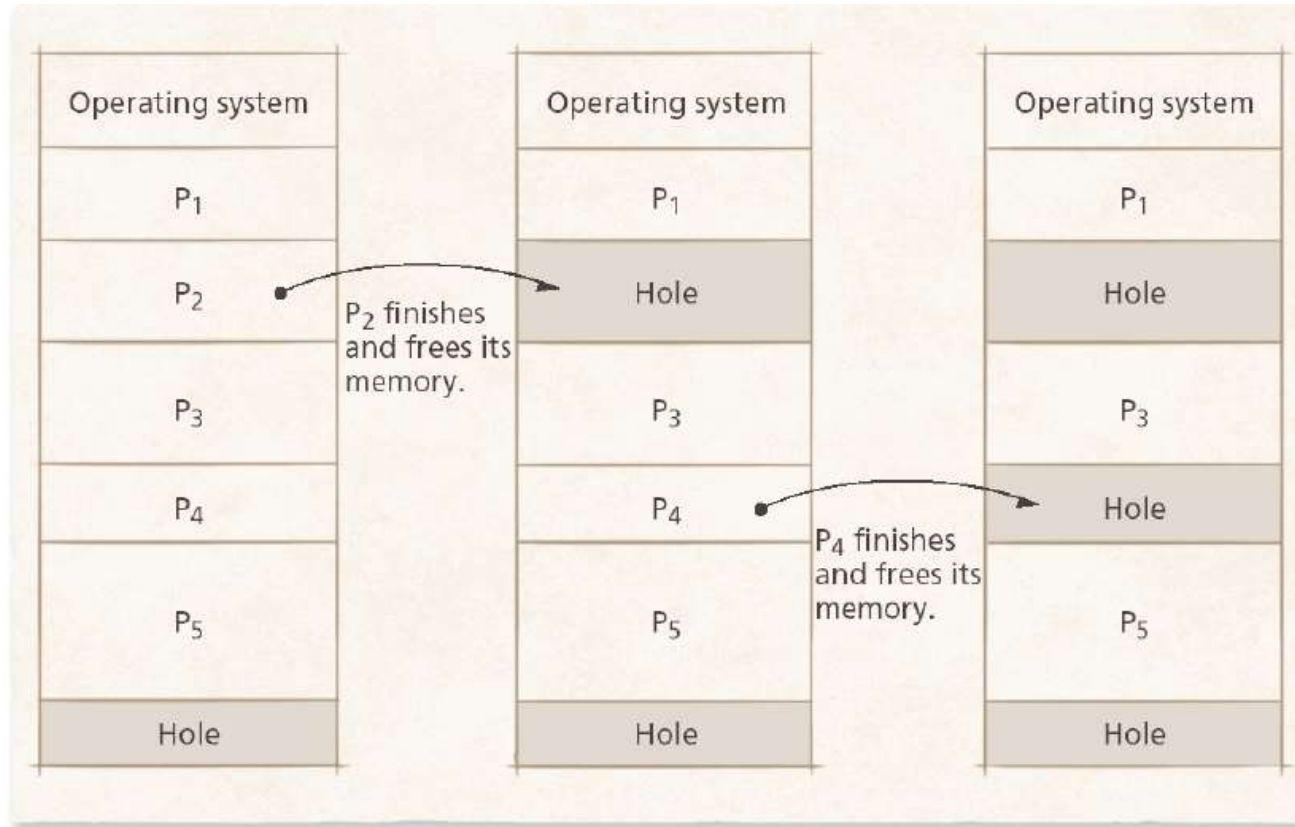 Operating system
P1
P2
P3
P4
P5
Hole
P2 finishes
and frees its
memory.
Operating system
P1
Hole
P3
P4
P5
Hole
P4 finishes
and frees its
memory.
Operating system
P1
Hole
P3
Hole
P5
Hole